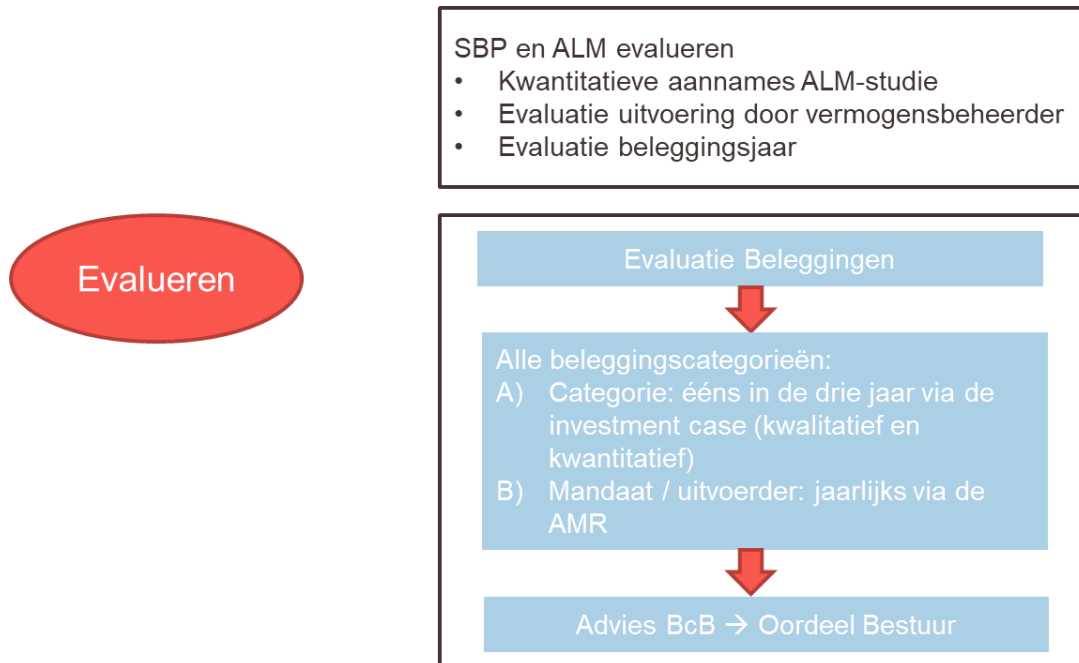 SBP en ALM evalueren
• Kwantitatieve aannames ALM-studie
• Evaluatie uitvoering door vermogensbeheerder
• Evaluatie beleggingsjaar
Evalueren
Evaluatie Beleggingen
Alle beleggingscategorieën:
A) Categorie: ééns in de drie jaar via de
investment case (kwalitatief en
kwantitatief)
B) Mandaat / uitvoerder: jaarlijks via de
AMR
Advies BcB → Oordeel Bestuur